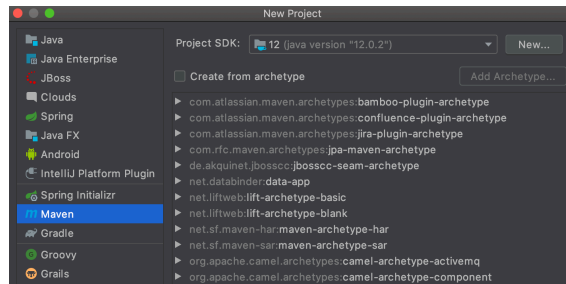 New Project
Java
Java Enterprise
JBoss
Clouds
Spring
Java FX
Android
IntelliJ Platform Plugin
Spring Initializr
Maven
Gradle
Groovy
Grails
Project SDK: 12 (java version "12.0.2") New...
Create from archetype Add Archetype...
com.atlassian.maven.archetypes:bamboo-plugin-archetype
com.atlassian.maven.archetypes:confluence-plugin-archetype
com.atlassian.maven.archetypes:jira-plugin-archetype
com.rfc.maven.archetypes:jpa-maven-archetype
de.akquinet.jbosscc:jbosscc-seam-archetype
net.databinder:data-app
net.liftweb:lift-archetype-basic
net.liftweb:lift-archetype-blank
net.sf.maven-har:maven-archetype-har
net.sf.maven-sar:maven-archetype-sar
org.apache.camel.archetypes:camel-archetype-activemq
org.apache.camel.archetypes:camel-archetype-component